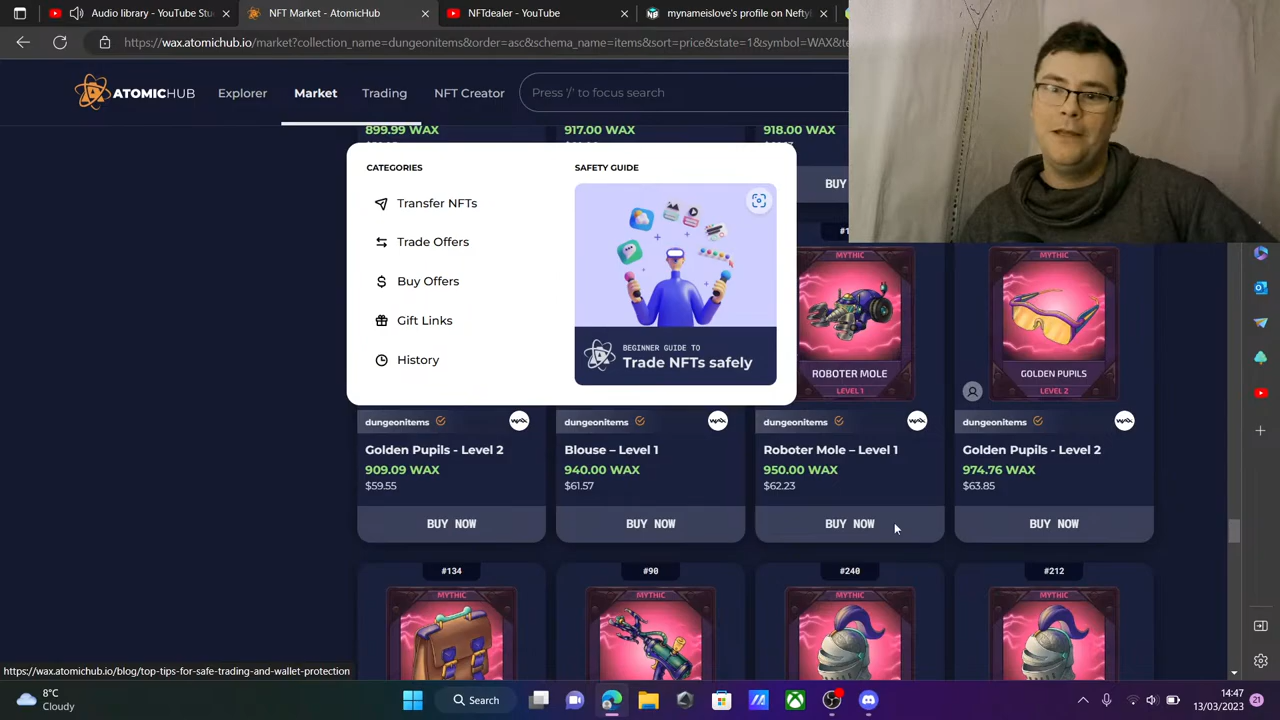 Audio library - YouTube Stu
NFT Market - AtomicHub
NFTdealer - YouTube
mynameislove's profile on Nefty
https://wax.atomichub.io/market?collection_name=dungeonitems&order=asc&schema_name=items&sort=price&state=1&symbol=WAX&te
ATOMICHUB
Explorer
Market
Trading
NFT Creator
Press '/' to focus search
899.99 WAX
917.00 WAX
918.00 WAX
BUY
CATEGORIES
SAFETY GUIDE
Transfer NFTs
Trade Offers
Buy Offers
Gift Links
History
BEGINNER GUIDE TO
Trade NFTs safely
MYTHIC
ROBOTER MOLE
LEVEL 1
MYTHIC
GOLDEN PUPILS
LEVEL 2
dungeonitems
dungeonitems
dungeonitems
dungeonitems
Golden Pupils - Level 2
Blouse – Level 1
Roboter Mole – Level 1
Golden Pupils - Level 2
909.09 WAX
940.00 WAX
950.00 WAX
974.76 WAX
$59.55
$61.57
$62.23
$63.85
BUY NOW
BUY NOW
BUY NOW
BUY NOW
#134
#90
#240
#212
MYTHIC
MYTHIC
MYTHIC
MYTHIC
https://wax.atomichub.io/blog/top-tips-for-safe-trading-and-wallet-protection
8°C
Cloudy
Search
14:47
13/03/2023
21